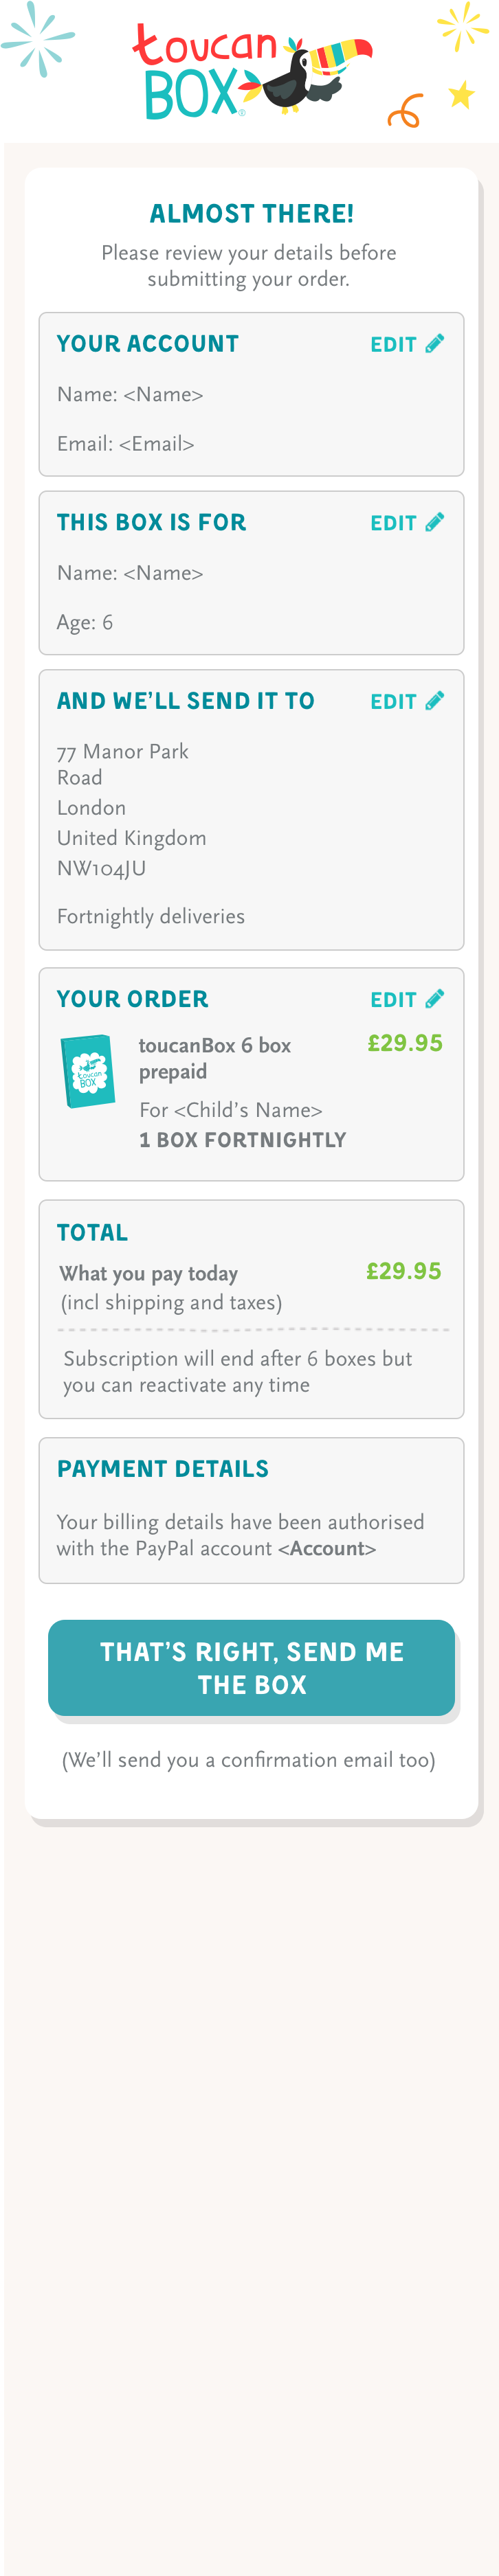 toucan
BOX®
ALMOST THERE!
Please review your details before
submitting your order.
YOUR ACCOUNT
EDIT
Name: <Name>
Email: <Email>
THIS BOX IS FOR
EDIT
Name: <Name>
Age: 6
AND WE'LL SEND IT TO
EDIT
77 Manor Park
Road
London
United Kingdom
NW104JU
Fortnightly deliveries
YOUR ORDER
EDIT
toucan
BOX
toucanBox 6 box
prepaid
£29.95
For <Child's Name>
1 BOX FORTNIGHTLY
TOTAL
What you pay today
£29.95
(incl shipping and taxes)
Subscription will end after 6 boxes but
you can reactivate any time
PAYMENT DETAILS
Your billing details have been authorised
with the PayPal account <Account>
THAT'S RIGHT, SEND ME
THE BOX
(We'll send you a confirmation email too)